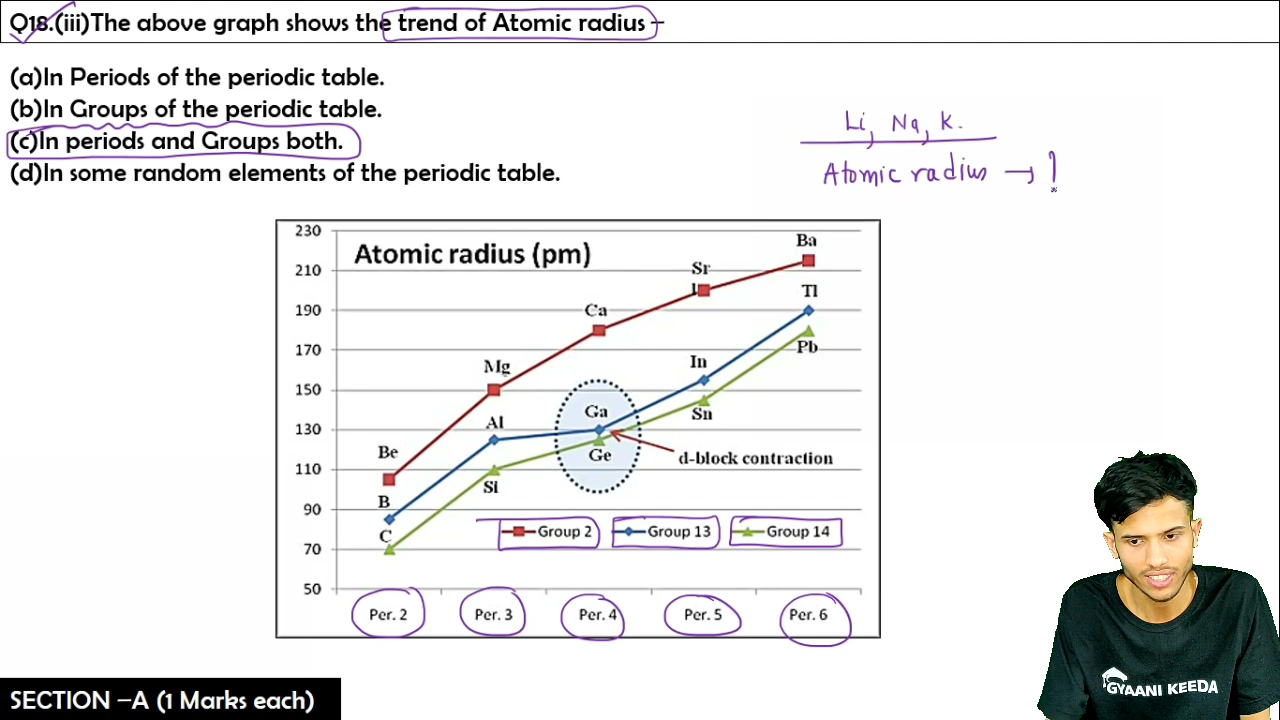 Q18.(iii)The above graph shows the trend of Atomic radius –
(a)In Periods of the periodic table.
(b)In Groups of the periodic table.
(c)In periods and Groups both.
(d)In some random elements of the periodic table.
Li, Na, K.
Atomic radius → ?
Atomic radius (pm)
230
210
190
170
150
130
110
90
70
50
Be
Mg
Ca
Sr
Ba
B
Al
Ga
In
Tl
C
Si
Ge
Sn
Pb
d-block contraction
Group 2 Group 13 Group 14
Per. 2 Per. 3 Per. 4 Per. 5 Per. 6
GYAANI KEEDA
SECTION –A (1 Marks each)